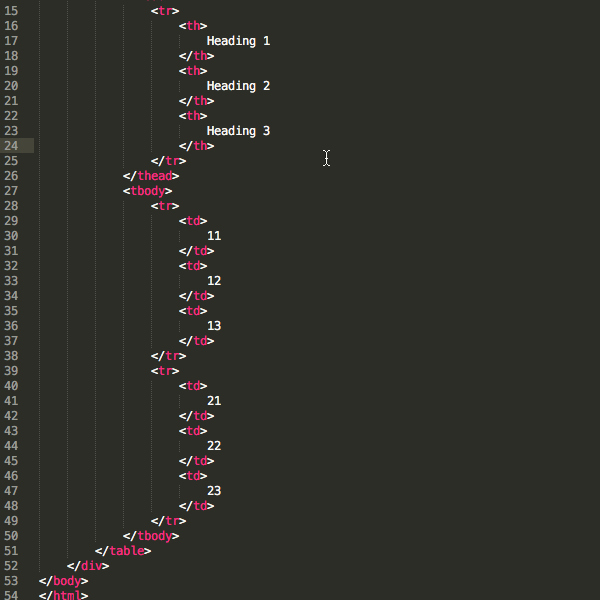 15 <tr>
16 <th>
17 Heading 1
18 </th>
19 <th>
20 Heading 2
21 </th>
22 <th>
23 Heading 3
24 </th>
25 </tr>
26 </thead>
27 <tbody>
28 <tr>
29 <td>
30 11
31 </td>
32 <td>
33 12
34 </td>
35 <td>
36 13
37 </td>
38 </tr>
39 <tr>
40 <td>
41 21
42 </td>
43 <td>
44 22
45 </td>
46 <td>
47 23
48 </td>
49 </tr>
50 </tbody>
51 </table>
52 </div>
53 </body>
54 </html>